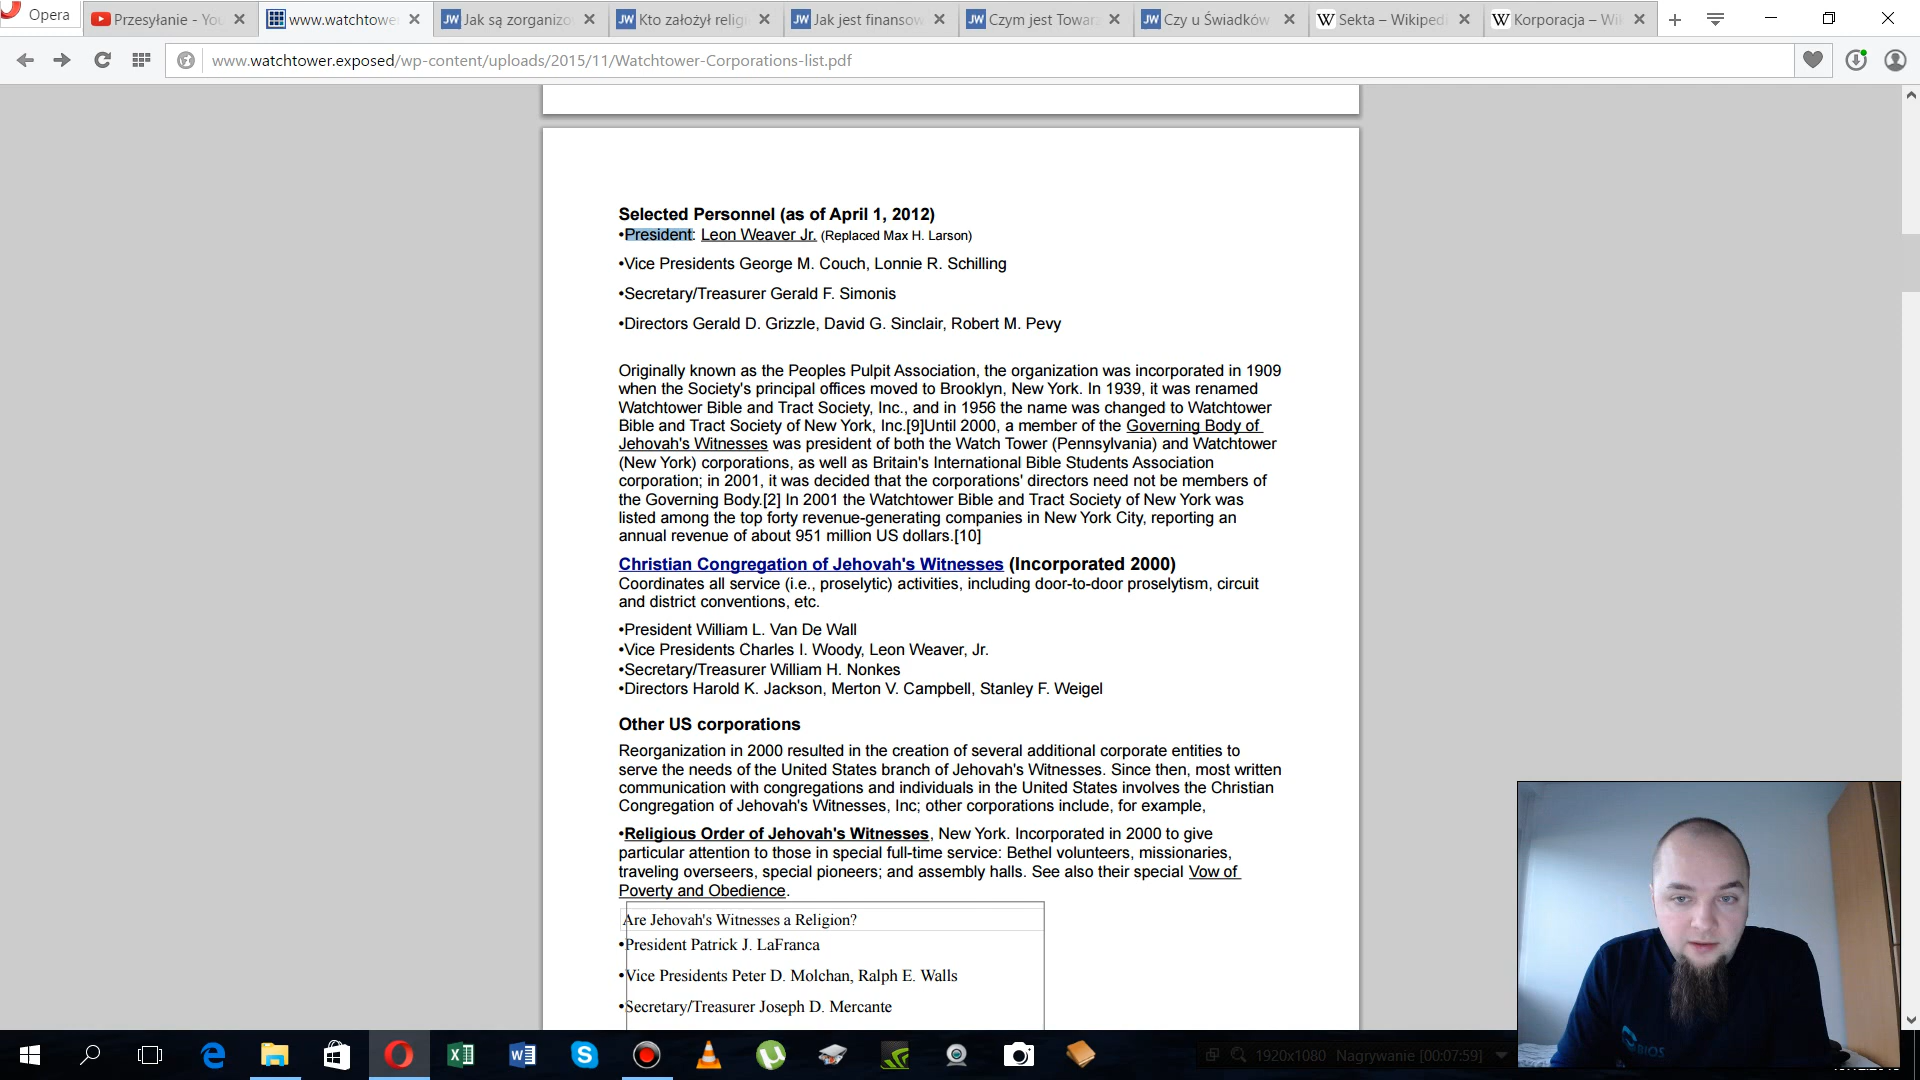 Opera
Przesyłanie - You
www.watchtowe
Jak są zorganizo
Kto założył relig
Jak jest finansow
Czym jest Towar
Czy u Świadków
Sekta – Wikipedi
Korporacja – Wi
www.watchtower.exposed/wp-content/uploads/2015/11/Watchtower-Corporations-list.pdf
Selected Personnel (as of April 1, 2012)
•President: Leon Weaver Jr. (Replaced Max H. Larson)
•Vice Presidents George M. Couch, Lonnie R. Schilling
•Secretary/Treasurer Gerald F. Simonis
•Directors Gerald D. Grizzle, David G. Sinclair, Robert M. Pevy
Originally known as the Peoples Pulpit Association, the organization was incorporated in 1909
when the Society's principal offices moved to Brooklyn, New York. In 1939, it was renamed
Watchtower Bible and Tract Society, Inc., and in 1956 the name was changed to Watchtower
Bible and Tract Society of New York, Inc.[9]Until 2000, a member of the Governing Body of
Jehovah's Witnesses was president of both the Watch Tower (Pennsylvania) and Watchtower
(New York) corporations, as well as Britain's International Bible Students Association
corporation; in 2001, it was decided that the corporations' directors need not be members of
the Governing Body.[2] In 2001 the Watchtower Bible and Tract Society of New York was
listed among the top forty revenue-generating companies in New York City, reporting an
annual revenue of about 951 million US dollars.[10]
Christian Congregation of Jehovah's Witnesses (Incorporated 2000)
Coordinates all service (i.e., proselytic) activities, including door-to-door proselytism, circuit
and district conventions, etc.
•President William L. Van De Wall
•Vice Presidents Charles I. Woody, Leon Weaver, Jr.
•Secretary/Treasurer William H. Nonkes
•Directors Harold K. Jackson, Merton V. Campbell, Stanley F. Weigel
Other US corporations
Reorganization in 2000 resulted in the creation of several additional corporate entities to
serve the needs of the United States branch of Jehovah's Witnesses. Since then, most written
communication with congregations and individuals in the United States involves the Christian
Congregation of Jehovah's Witnesses, Inc; other corporations include, for example,
•Religious Order of Jehovah's Witnesses, New York. Incorporated in 2000 to give
particular attention to those in special full-time service: Bethel volunteers, missionaries,
traveling overseers, special pioneers; and assembly halls. See also their special Vow of
Poverty and Obedience.
Are Jehovah's Witnesses a Religion?
•President Patrick J. LaFranca
•Vice Presidents Peter D. Molchan, Ralph E. Walls
•Secretary/Treasurer Joseph D. Mercante
1920x1080 Nagrywanie [00:07:59]
BIOS